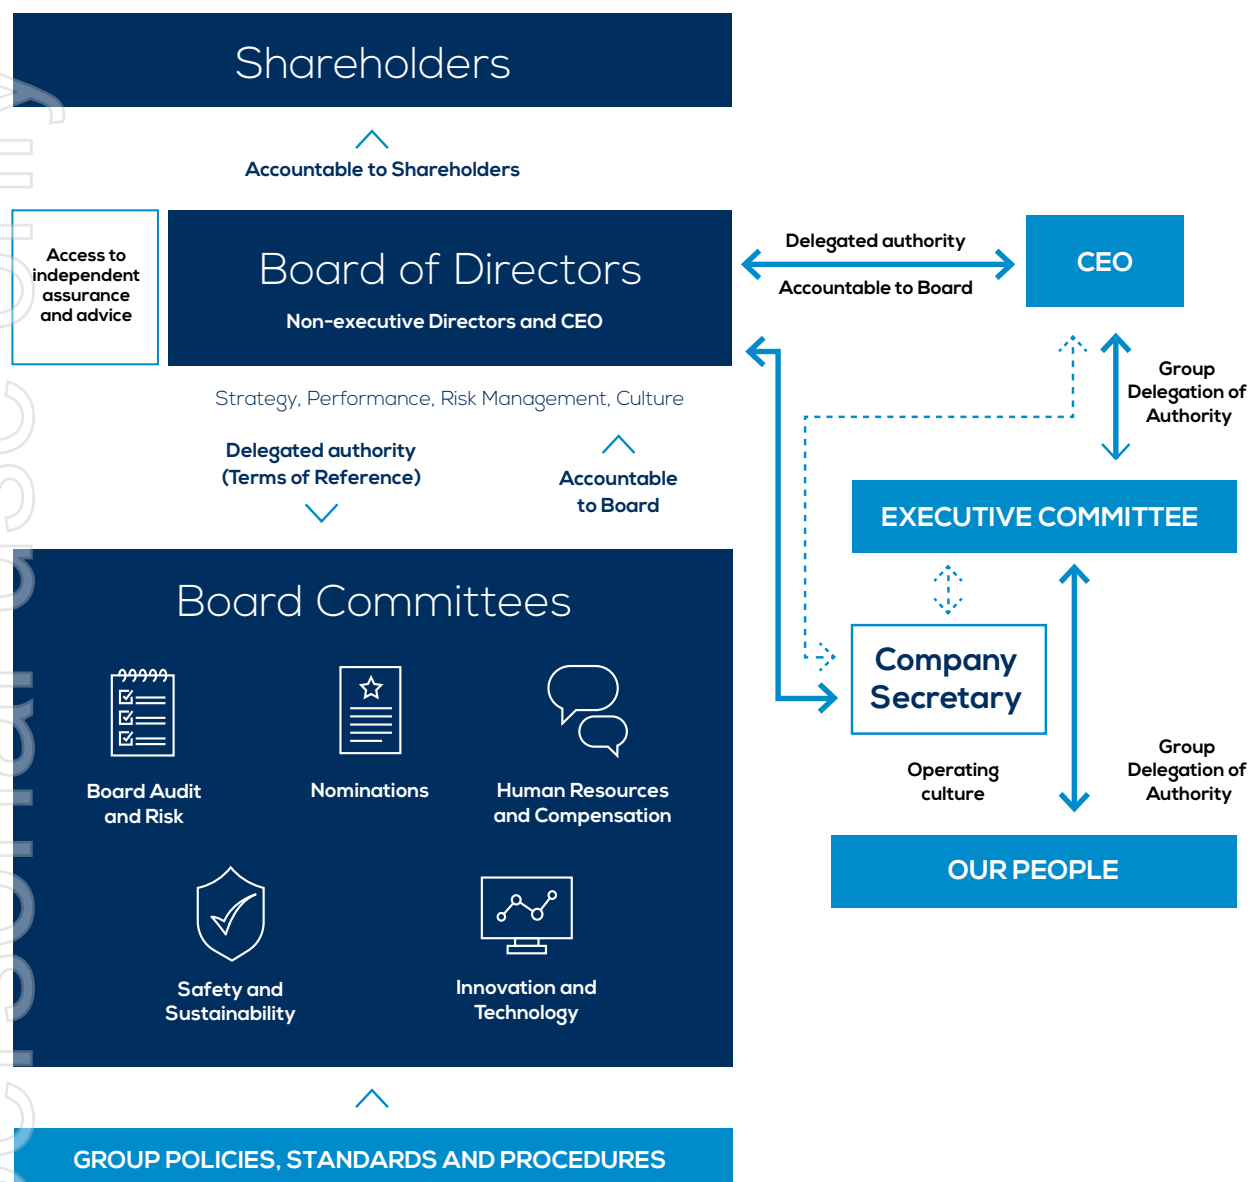 Shareholders
Accountable to Shareholders
Access to
independent
assurance
and advice
Board of Directors
Non-executive Directors and CEO
Delegated authority
Accountable to Board
CEO
Strategy, Performance, Risk Management, Culture
Delegated authority
(Terms of Reference)
Accountable
to Board
Group
Delegation of
Authority
EXECUTIVE COMMITTEE
Board Committees
Board Audit
and Risk
Nominations
Human Resources
and Compensation
Safety and
Sustainability
Innovation and
Technology
Company
Secretary
Operating
culture
Group
Delegation of
Authority
OUR PEOPLE
GROUP POLICIES, STANDARDS AND PROCEDURES